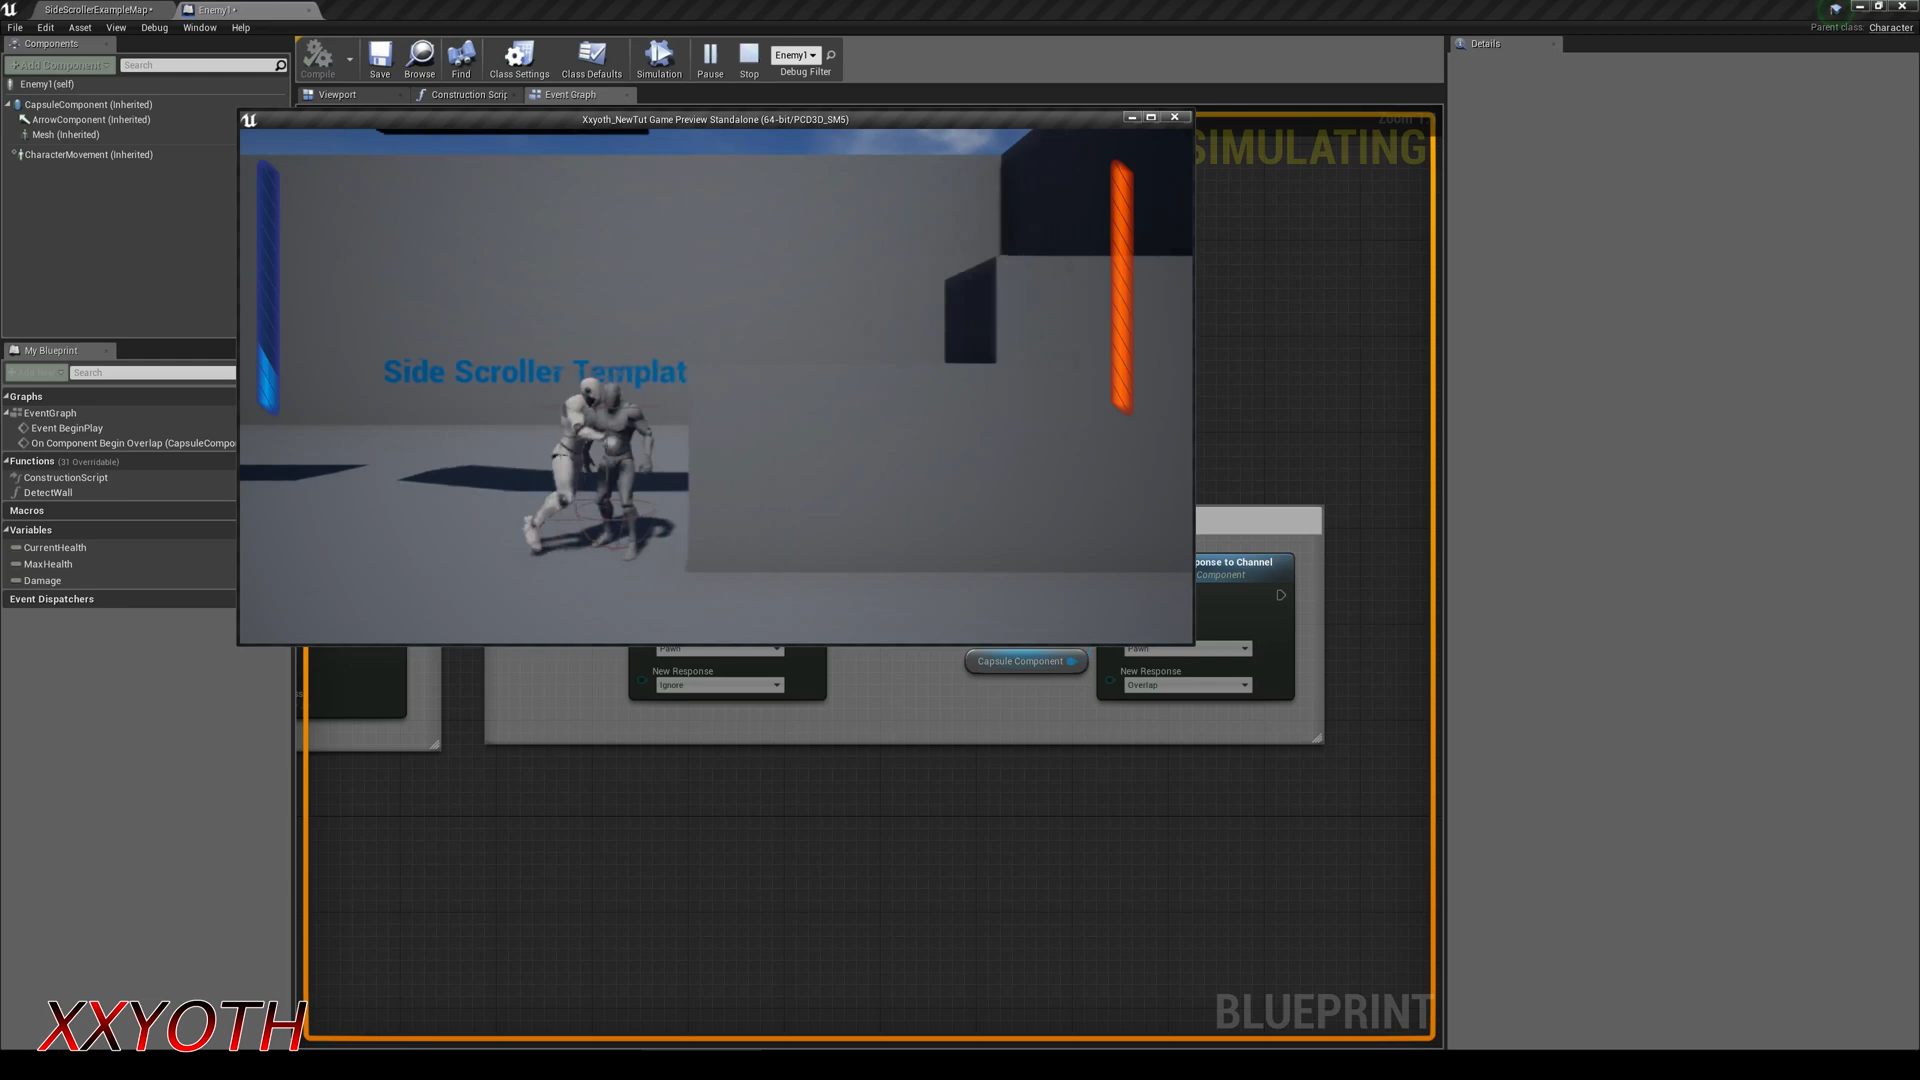 SideScrollerExampleMap*
Enemy1*
File Edit Asset View Window Debug Window Help
Parent class: Character
Components
+Add Component
Search
Enemy1(self)
CapsuleComponent (Inherited)
ArrowComponent (Inherited)
Mesh (Inherited)
CharacterMovement (Inherited)
Compile
Save
Browse
Find
Class Settings
Class Defaults
Simulation
Pause
Stop
Enemy1
Debug Filter
Viewport
Construction Scrip
Event Graph
Details
Xxyoth_NewTut Game Preview Standalone (64-bit/PCD3D_SM5)
SIMULATING
Side Scroller Templat
My Blueprint
+Add New
Search
Graphs
EventGraph
Event BeginPlay
On Component Begin Overlap (CapsuleCompo
Functions (31 Overridable)
ConstructionScript
DetectWall
Macros
Variables
CurrentHealth
MaxHealth
Damage
Event Dispatchers
ponse to Channel
Component
Pawn
New Response
Ignore
Capsule Component
Pawn
New Response
Overlap
BLUEPRINT
XXYOTH